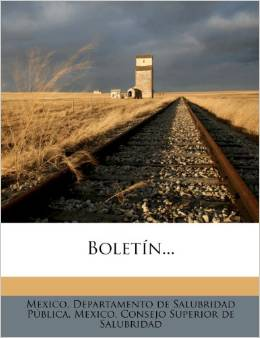 Boletín...
Mexico. Departamento de Salubridad
Pública, Mexico. Consejo Superior de
Salubridad